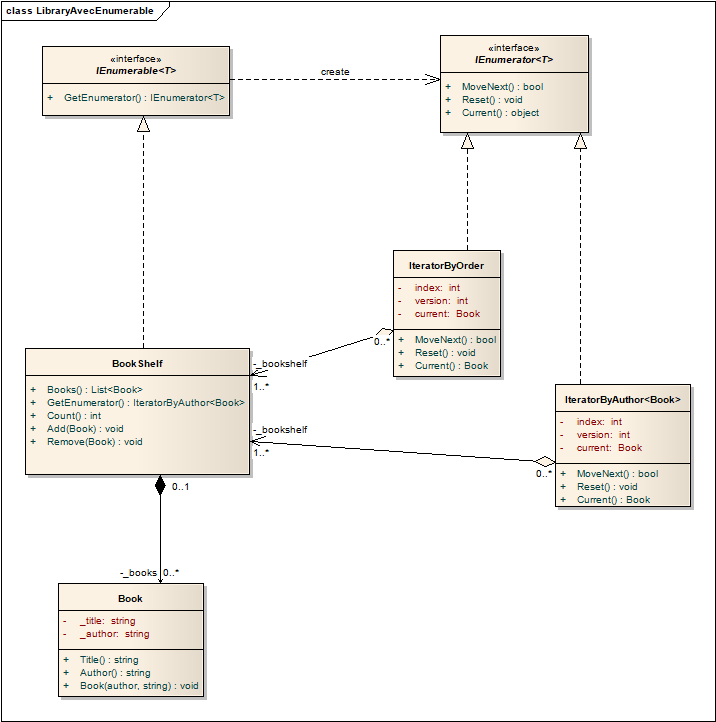 class LibraryAvecEnumerable
«interface»
IEnumerable<T>
+ GetEnumerator() : IEnumerator<T>
create
«interface»
IEnumerator<T>
+ MoveNext() : bool
+ Reset() : void
+ Current() : object
IteratorByOrder
- index: int
- version: int
- current: Book
+ MoveNext() : bool
+ Reset() : void
+ Current() : Book
0..*
-_bookshelf
1..*
BookShelf
+ Books() : List<Book>
+ GetEnumerator() : IteratorByAuthor<Book>
+ Count() : int
+ Add(Book) : void
+ Remove(Book) : void
-_bookshelf
1..*
IteratorByAuthor<Book>
- index: int
- version: int
- current: Book
+ MoveNext() : bool
+ Reset() : void
+ Current() : Book
0..*
0..1
-_books 0..*
Book
- _title: string
- _author: string
+ Title() : string
+ Author() : string
+ Book(author, string) : void